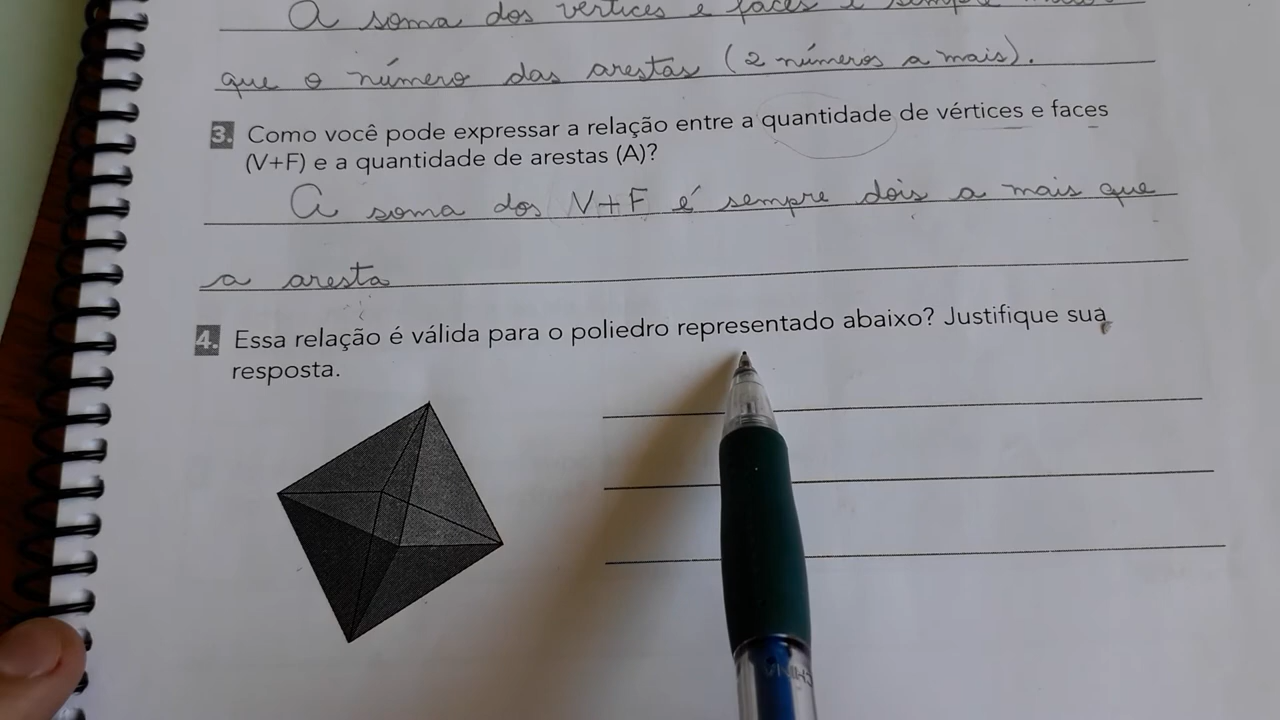 A soma dos vértices e faces é sempre
que o número das arestas (2 números a mais).
3. Como você pode expressar a relação entre a quantidade de vértices e faces
(V+F) e a quantidade de arestas (A)?
A soma dos V+F é sempre dois a mais que
a aresta
4. Essa relação é válida para o poliedro representado abaixo? Justifique sua
resposta.